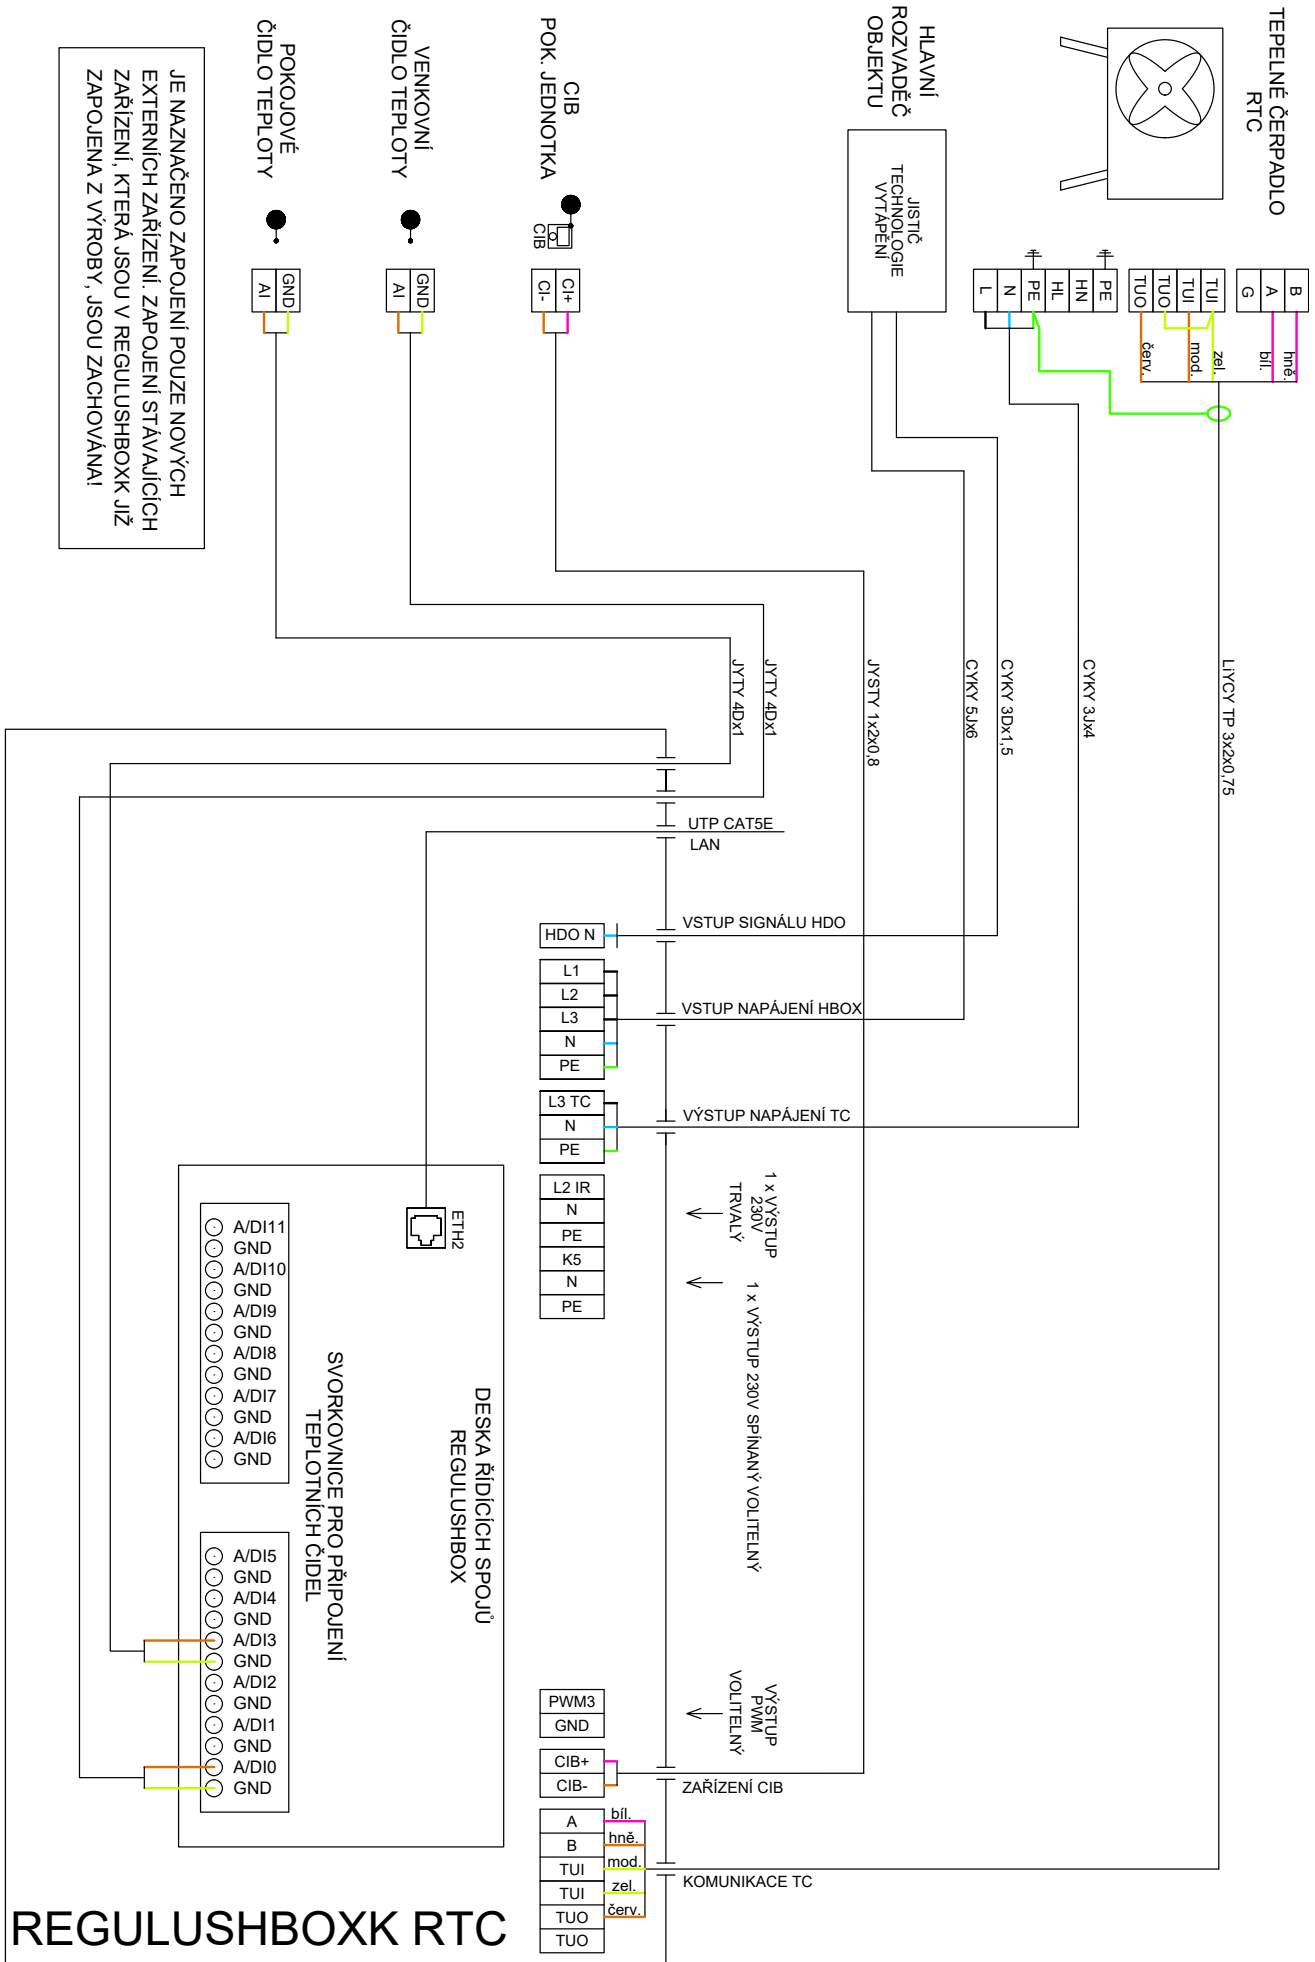 TEPELNÉ ČERPADLO
RTC
HLAVNÍ
ROZVADĚČ
OBJEKTU
JISTIČ
TECHNOLOGIE
VYTÁPĚNÍ
CIB
POK. JEDNOTKA
CIB
VENKOVNÍ
ČIDLO TEPLOTY
POKOJOVÉ
ČIDLO TEPLOTY
JE NAZNAČENO ZAPOJENÍ POUZE NOVÝCH
EXTERNÍCH ZAŘÍZENÍ. ZAPOJENÍ STÁVAJÍCÍCH
ZAŘÍZENÍ, KTERÁ JSOU V REGULUSHBOXK JIŽ
ZAPOJENA Z VÝROBY, JSOU ZACHOVÁNA!
B
A
G
TUI
TUI
TUO
TUO
PE
HN
HL
PE
N
L
hně.
bíl.
zel.
mod.
červ.
CI+
CI-
GND
AI
GND
AI
LiYCY TP 3x2x0,75
CYKY 3Jx4
CYKY 3Dx1,5
CYKY 5Jx6
JYSTY 1x2x0,8
JYTY 4Dx1
JYTY 4Dx1
UTP CAT5E
LAN
HDO N
VSTUP SIGNÁLU HDO
L1
L2
L3
N
PE
VSTUP NAPÁJENÍ HBOX
L3 TC
N
PE
VÝSTUP NAPÁJENÍ TC
L2 IR
N
PE
K5
N
PE
1 x VÝSTUP
230V
TRVALÝ
1 x VÝSTUP 230V SPÍNANÝ VOLITELNÝ
ETH2
DESKA ŘÍDÍCÍCH SPOJŮ
REGULUSHBOX
SVORKOVNICE PRO PŘIPOJENÍ
TEPLOTNÍCH ČIDEL
A/DI11
GND
A/DI10
GND
A/DI9
GND
A/DI8
GND
A/DI7
GND
A/DI6
GND
A/DI5
GND
A/DI4
GND
A/DI3
GND
A/DI2
GND
A/DI1
GND
A/DI0
GND
VÝSTUP
PWM
VOLITELNÝ
PWM3
GND
CIB+
CIB-
ZAŘÍZENÍ CIB
A
B
TUI
TUI
TUO
TUO
bíl.
hně.
mod.
zel.
červ.
KOMUNIKACE TC
REGULUSHBOXK RTC